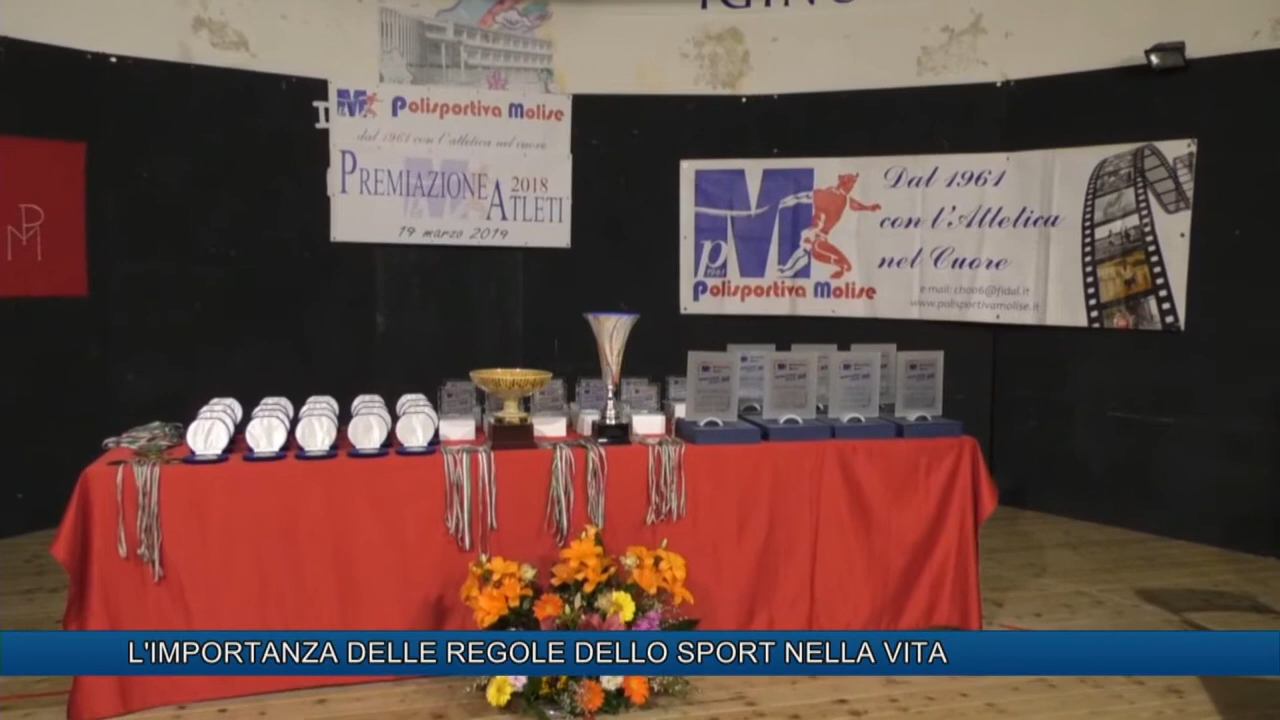 Polisportiva Molise
dal 1961 con l'atletica nel cuore
PREMIAZIONE 2018
ATLETI
19 marzo 2019
PM
M
P
1961
Polisportiva Molise
Dal 1961
con l'Atletica
nel Cuore
e-mail: cb006@fidal.it
www.polisportivamolise.it
L'IMPORTANZA DELLE REGOLE DELLO SPORT NELLA VITA